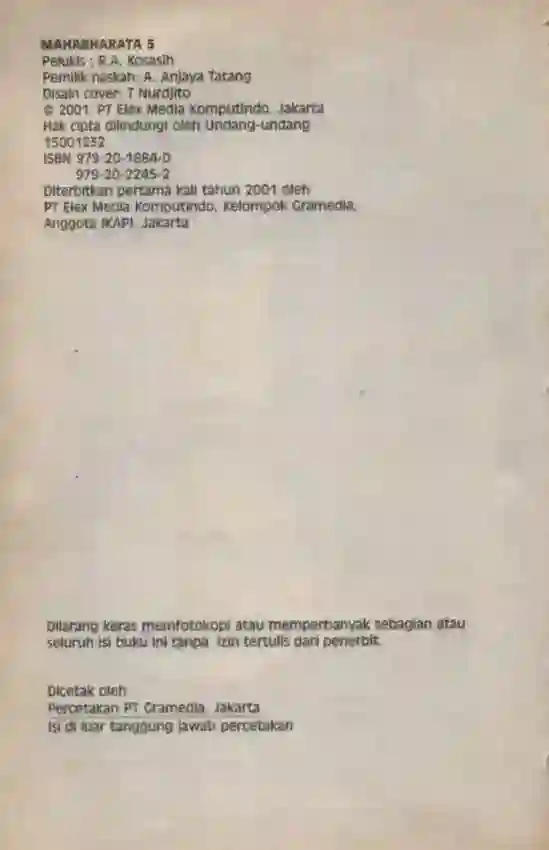 MAHABHARATA 5
Pelukis : R.A. Kosasih
Pemilik naskah: A. Anjaya Tatang
Disain cover: T Nurdjito
© 2001. PT Elex Media Komputindo, Jakarta
Hak cipta dilindungi oleh Undang-undang
15001232
ISBN 979-20-1884-0
979-20-2245-2
Diterbitkan pertama kali tahun 2001 oleh
PT Elex Media Komputindo, Kelompok Gramedia,
Anggota IKAPI, Jakarta
Dilarang keras memfotokopi atau memperbanyak sebagian atau
seluruh isi buku ini tanpa izin tertulis dari penerbit.
Dicetak oleh
Percetakan PT Gramedia, Jakarta
Isi di luar tanggung jawab percetakan